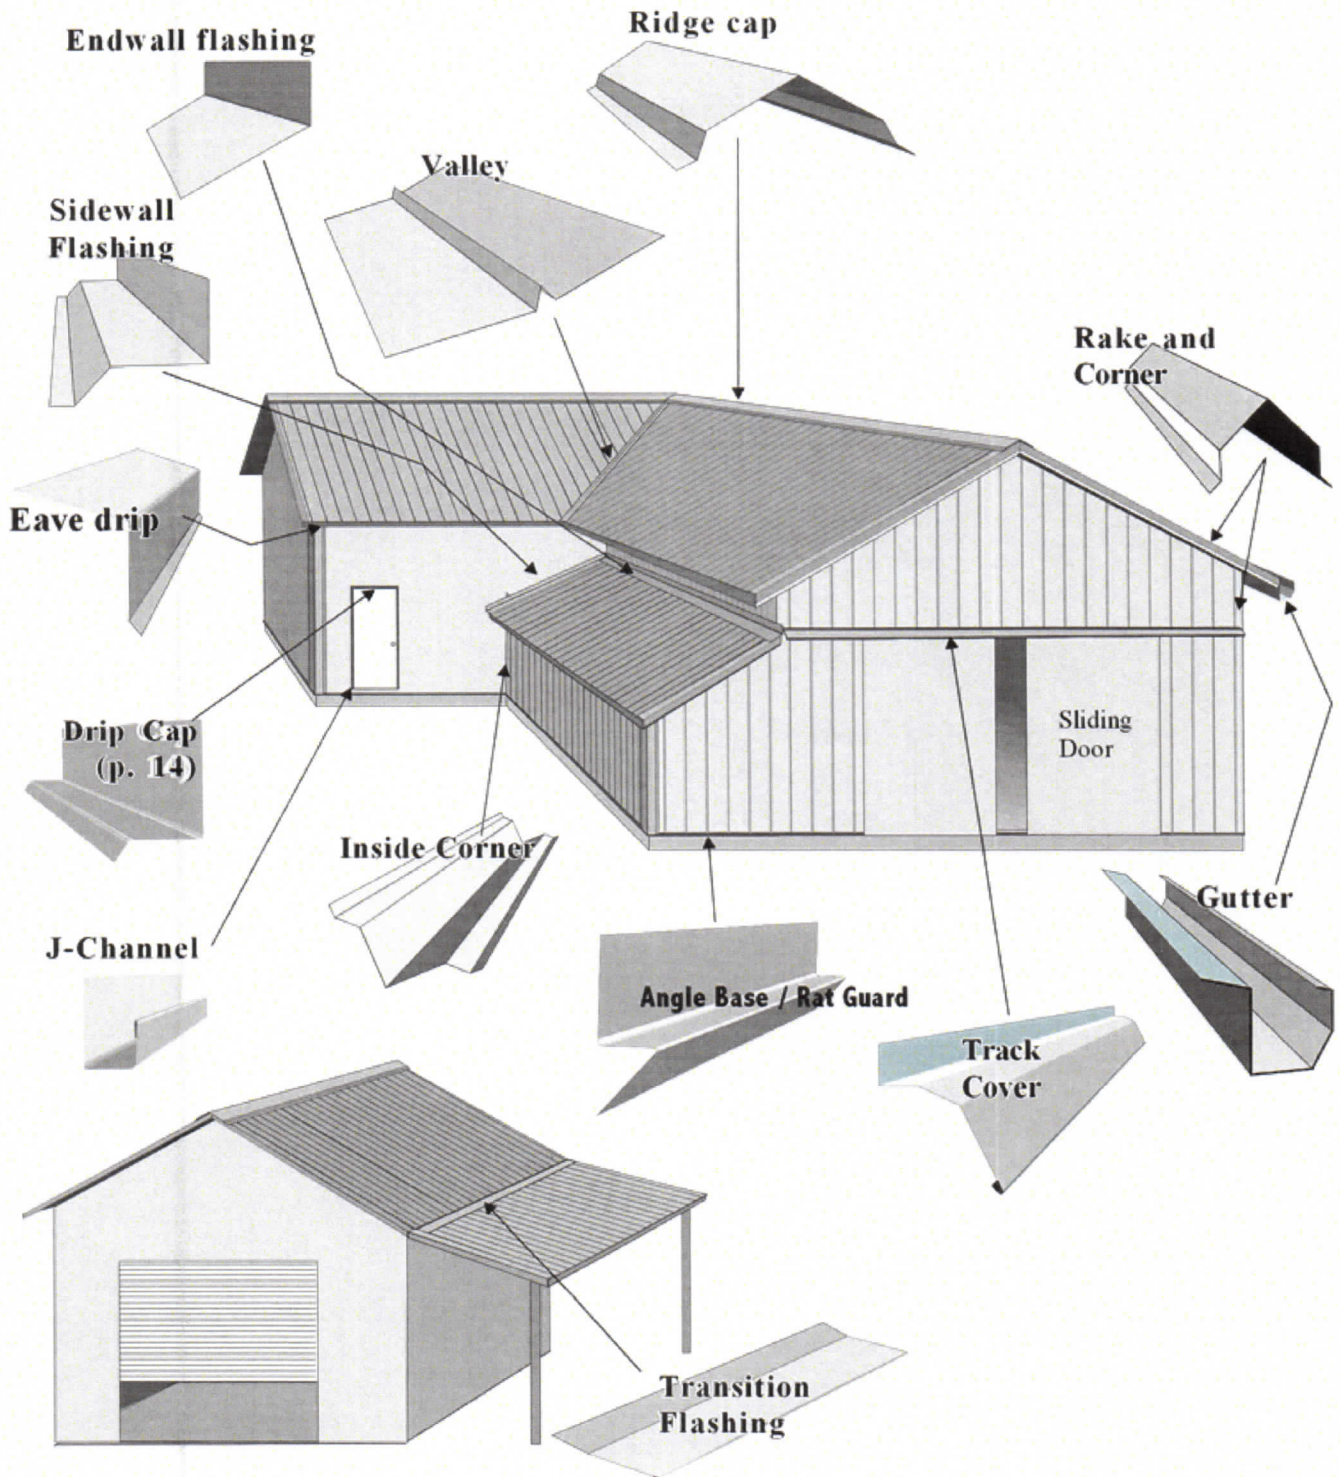 Ridge cap
Endwall flashing
Valley
Sidewall
Flashing
Rake and
Corner
Eave drip
Sliding
Door
Drip Cap
(p. 14)
Inside Corner
Gutter
J-Channel
Angle Base / Rat Guard
Track
Cover
Transition
Flashing